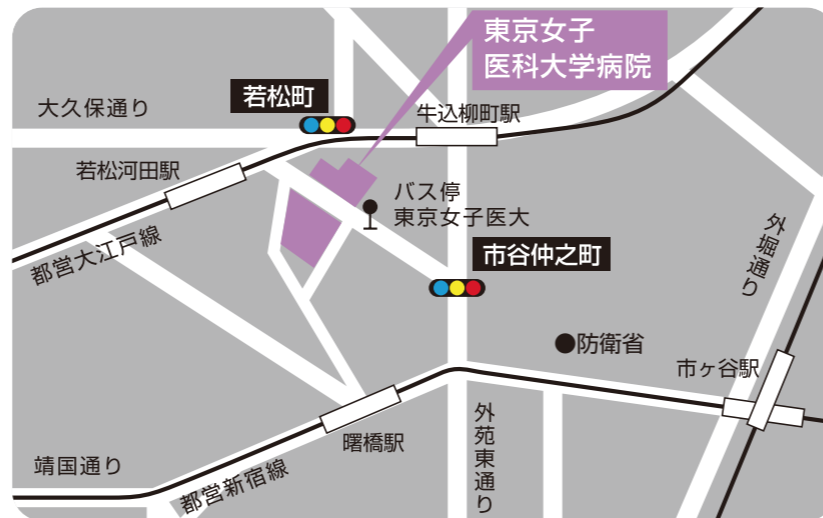 東京女子
医科大学病院
若松町
大久保通り
牛込柳町駅
若松河田駅
バス停
東京女子医大
都営大江戸線
市谷仲之町
外堀通り
防衛省
市ヶ谷駅
外苑東通り
曙橋駅
靖国通り
都営新宿線